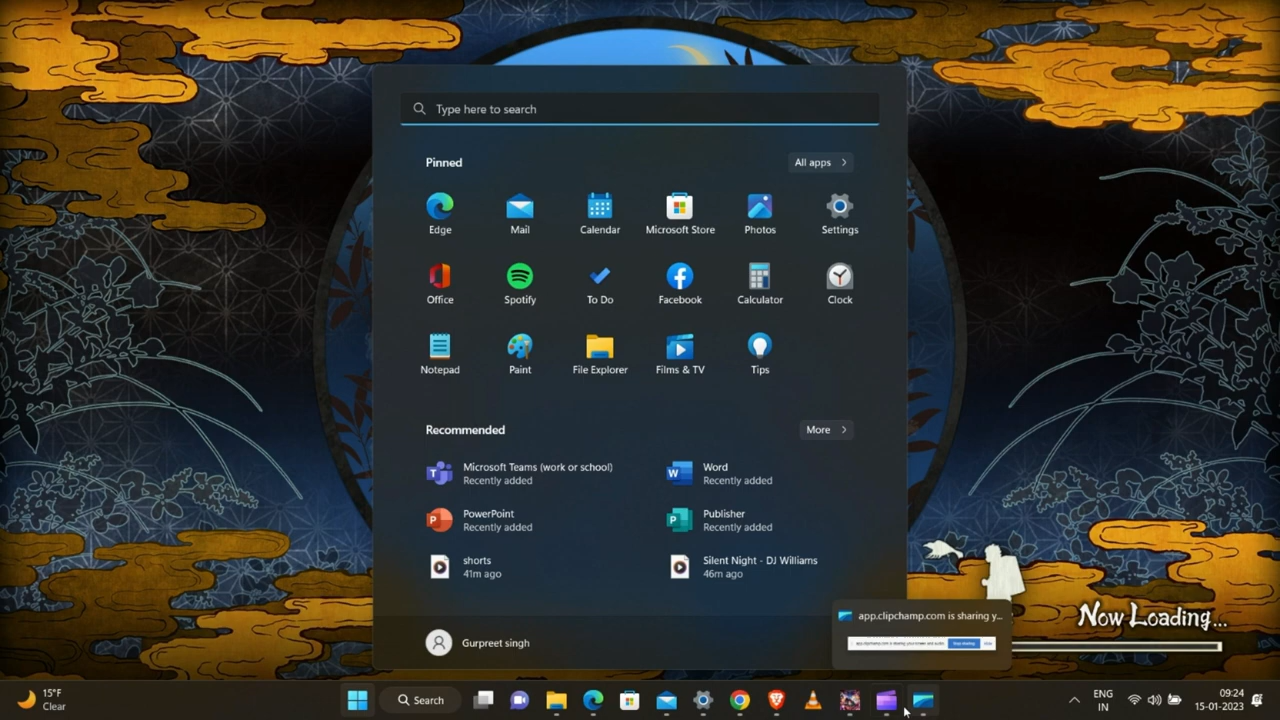 Type here to search
Pinned
All apps
Edge
Mail
Calendar
Microsoft Store
Photos
Settings
Office
Spotify
To Do
Facebook
Calculator
Clock
Notepad
Paint
File Explorer
Films & TV
Tips
Recommended
More
Microsoft Teams (work or school)
Recently added
Word
Recently added
PowerPoint
Recently added
Publisher
Recently added
shorts
41m ago
Silent Night - DJ Williams
46m ago
Gurpreet singh
app.clipchamp.com is sharing y...
Stop sharing
Now Loading...
15°F
Clear
Search
ENG
IN
09:24
15-01-2023